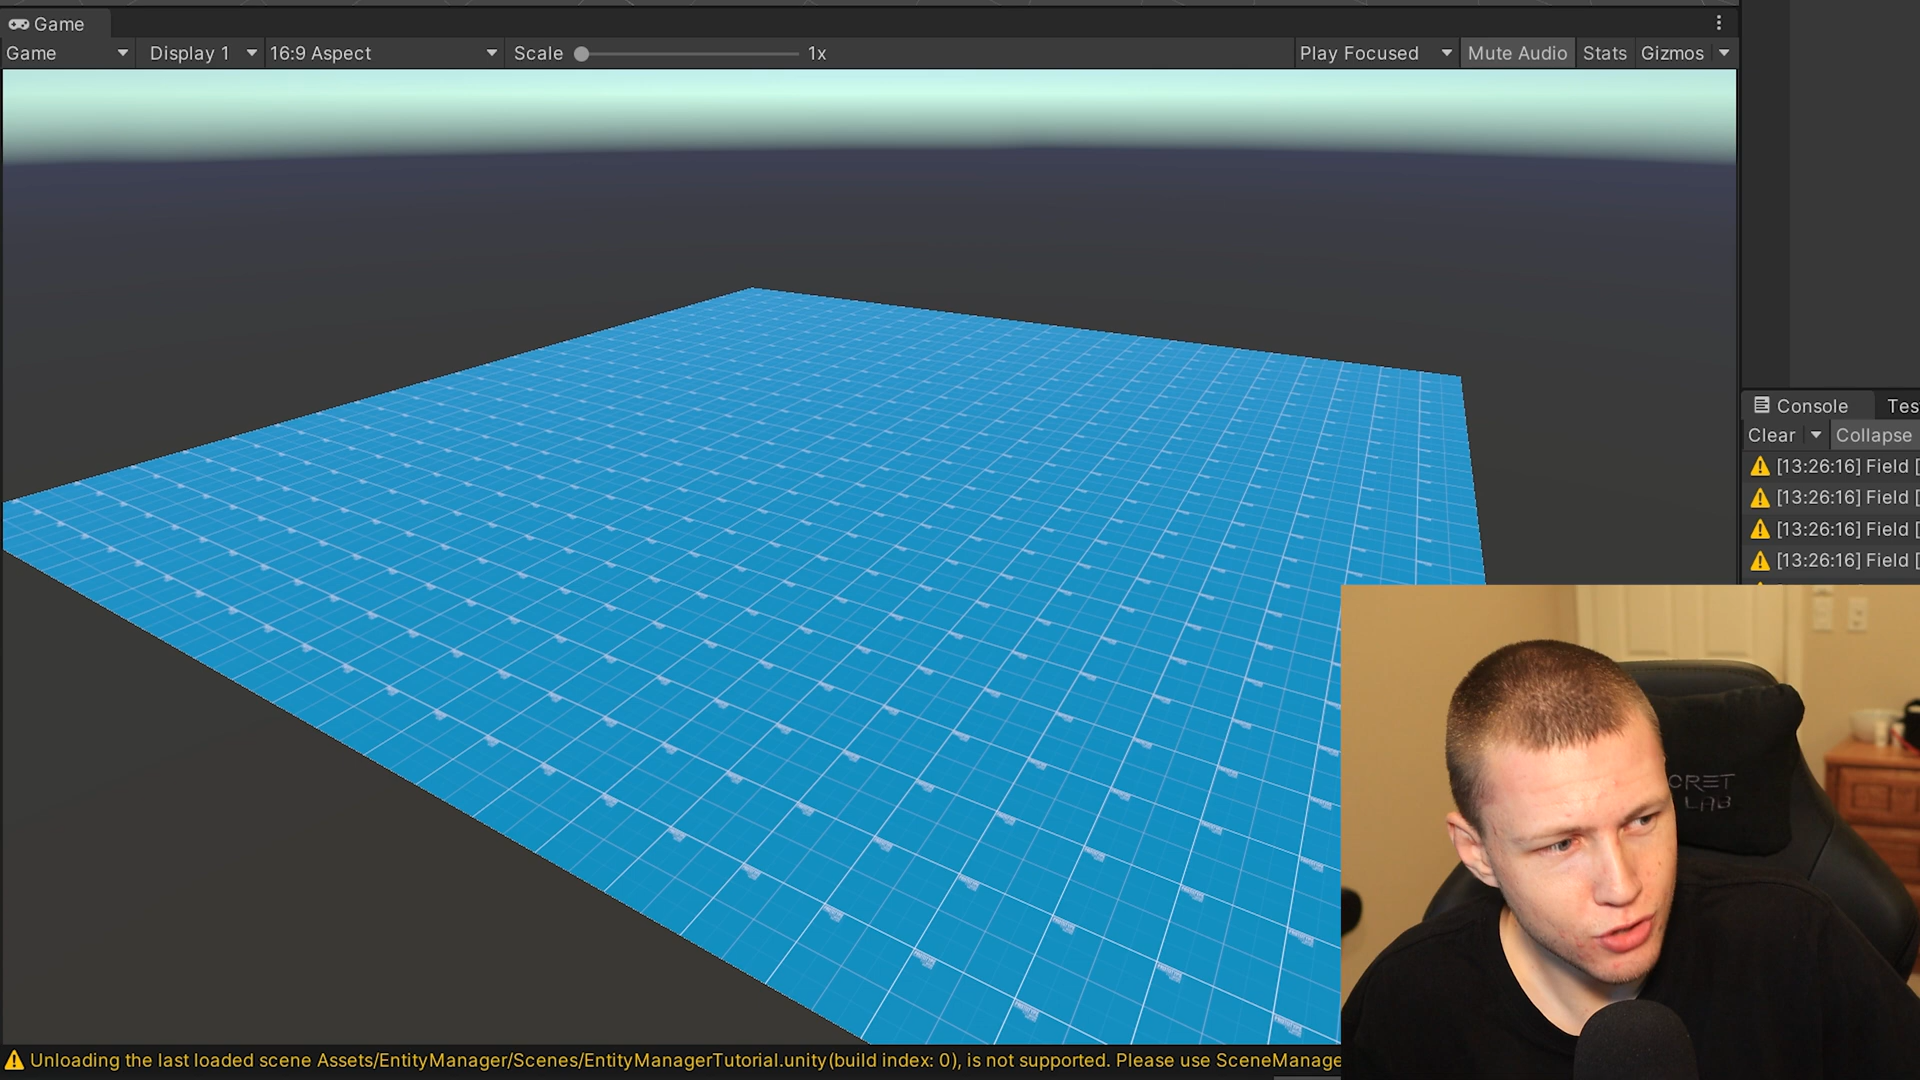 Game
Game Display 1 16:9 Aspect Scale 1x Play Focused Mute Audio Stats Gizmos
Console Tes
Clear Collapse
[13:26:16] Field [
[13:26:16] Field [
[13:26:16] Field [
[13:26:16] Field [
CRET
LAB
Unloading the last loaded scene Assets/EntityManager/Scenes/EntityManagerTutorial.unity(build index: 0), is not supported. Please use SceneManage